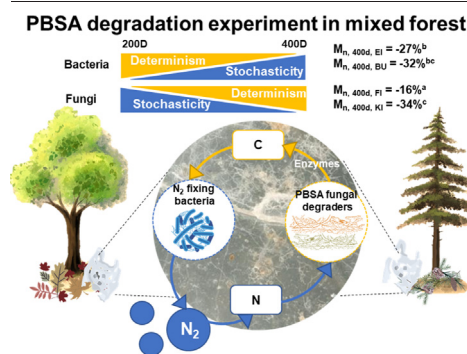 PBSA degradation experiment in mixed forest
200D 400D
Bacteria
Determinism
Stochasticity
Fungi
Determinism
Stochasticity
Mn, 400d, EI = -27%b
Mn, 400d, BU = -32%bc
Mn, 400d, FI = -16%a
Mn, 400d, KI = -34%c
C
Enzymes
N2 fixing
bacteria
PBSA fungal
degraders
N
N2